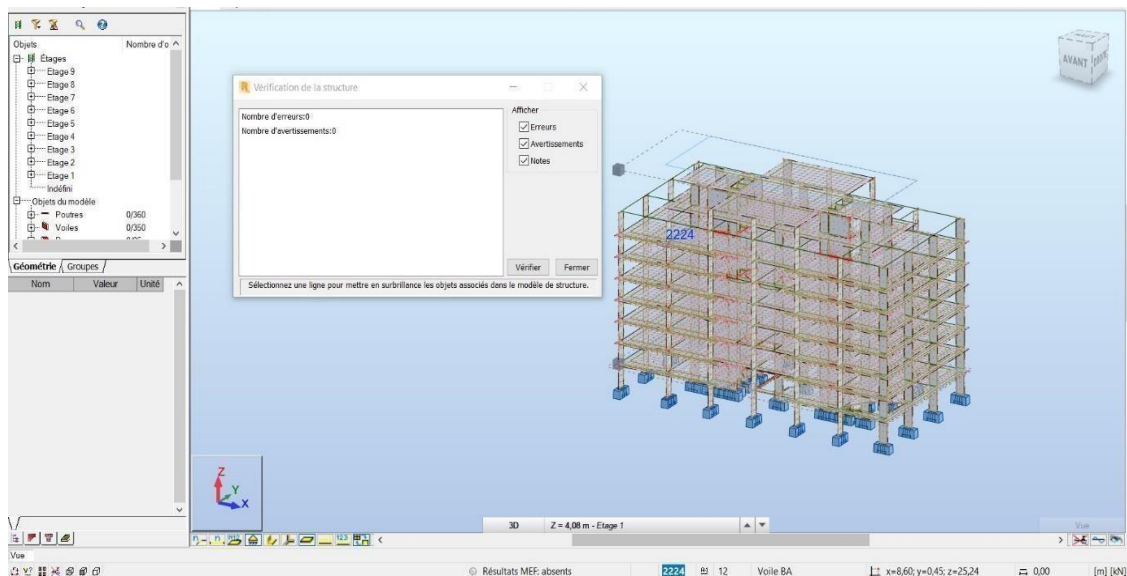 Objets Nombre d'o
Étages
Etage 9
Etage 8
Etage 7
Etage 6
Etage 5
Etage 4
Etage 3
Etage 2
Etage 1
Indéfini
Objets du modèle
Poutres 0/360
Voiles 0/350
Géométrie Groupes
Nom Valeur Unité
Vérification de la structure
Nombre d'erreurs:0
Nombre d'avertissements:0
Afficher
Erreurs
Avertissements
Notes
Vérifier Fermer
Sélectionnez une ligne pour mettre en surbrillance les objets associés dans le modèle de structure.
AVANT
2224
Z
Y
X
3D Z = 4,08 m - Etage 1
Vue
Vue
Résultats MEF: absents 2224 12 Voile BA x=8,60; y=0,45; z=25,24 0,00 [m] [kN]